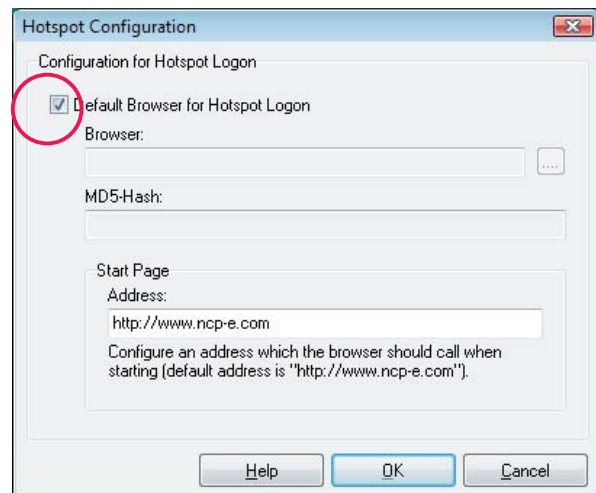 Hotspot Configuration
Configuration for Hotspot Logon
Default Browser for Hotspot Logon
Browser:
....
MD5-Hash:
Start Page
Address:
http://www.ncp-e.com
Configure an address which the browser should call when
starting (default address is "http://www.ncp-e.com").
Help OK Cancel